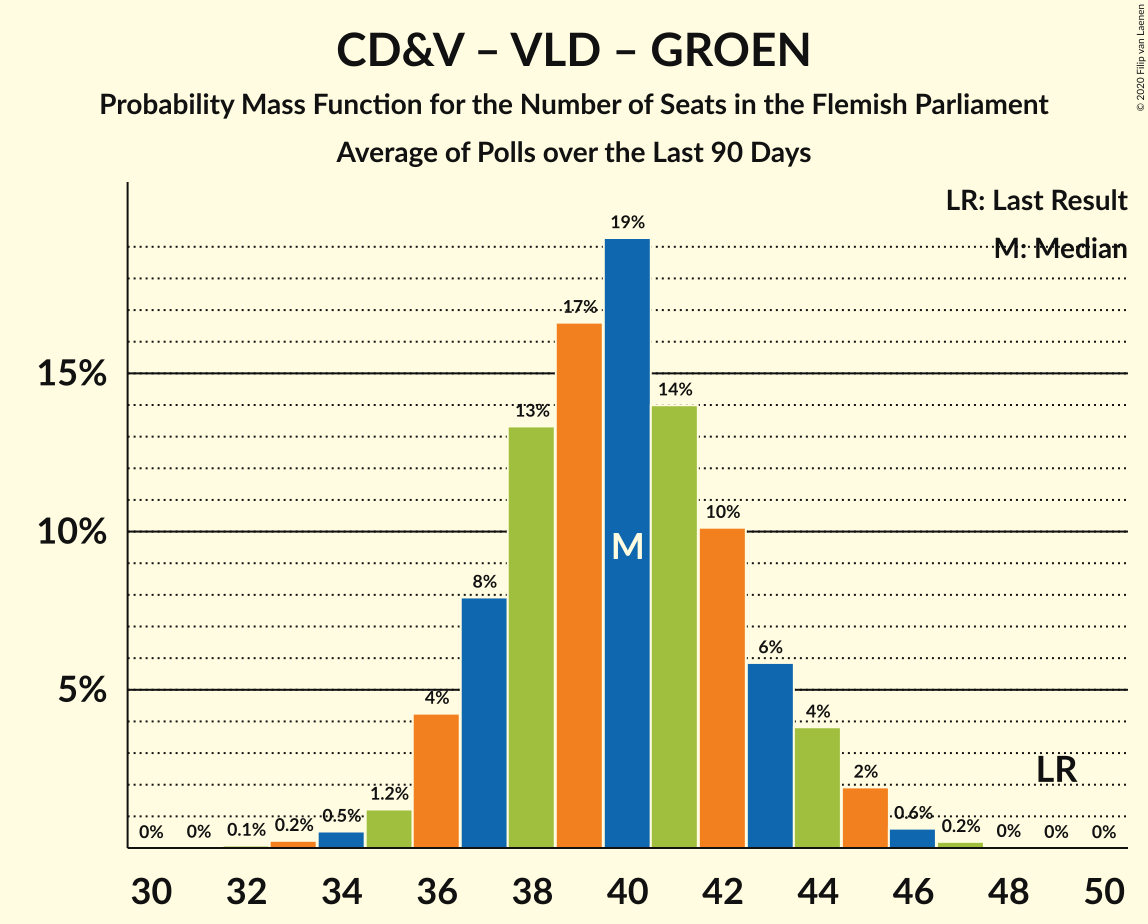 CD&V – VLD – GROEN
Probability Mass Function for the Number of Seats in the Flemish Parliament
Average of Polls over the Last 90 Days
© 2020 Filip van Laenen
LR: Last Result
M: Median
15%
10%
5%
0% 0% 0.1% 0.2% 0.5% 1.2% 4% 8% 13% 17% 19% 14% 10% 6% 4% 2% 0.6% 0.2% 0% 0% 0%
M
LR
30 32 34 36 38 40 42 44 46 48 50